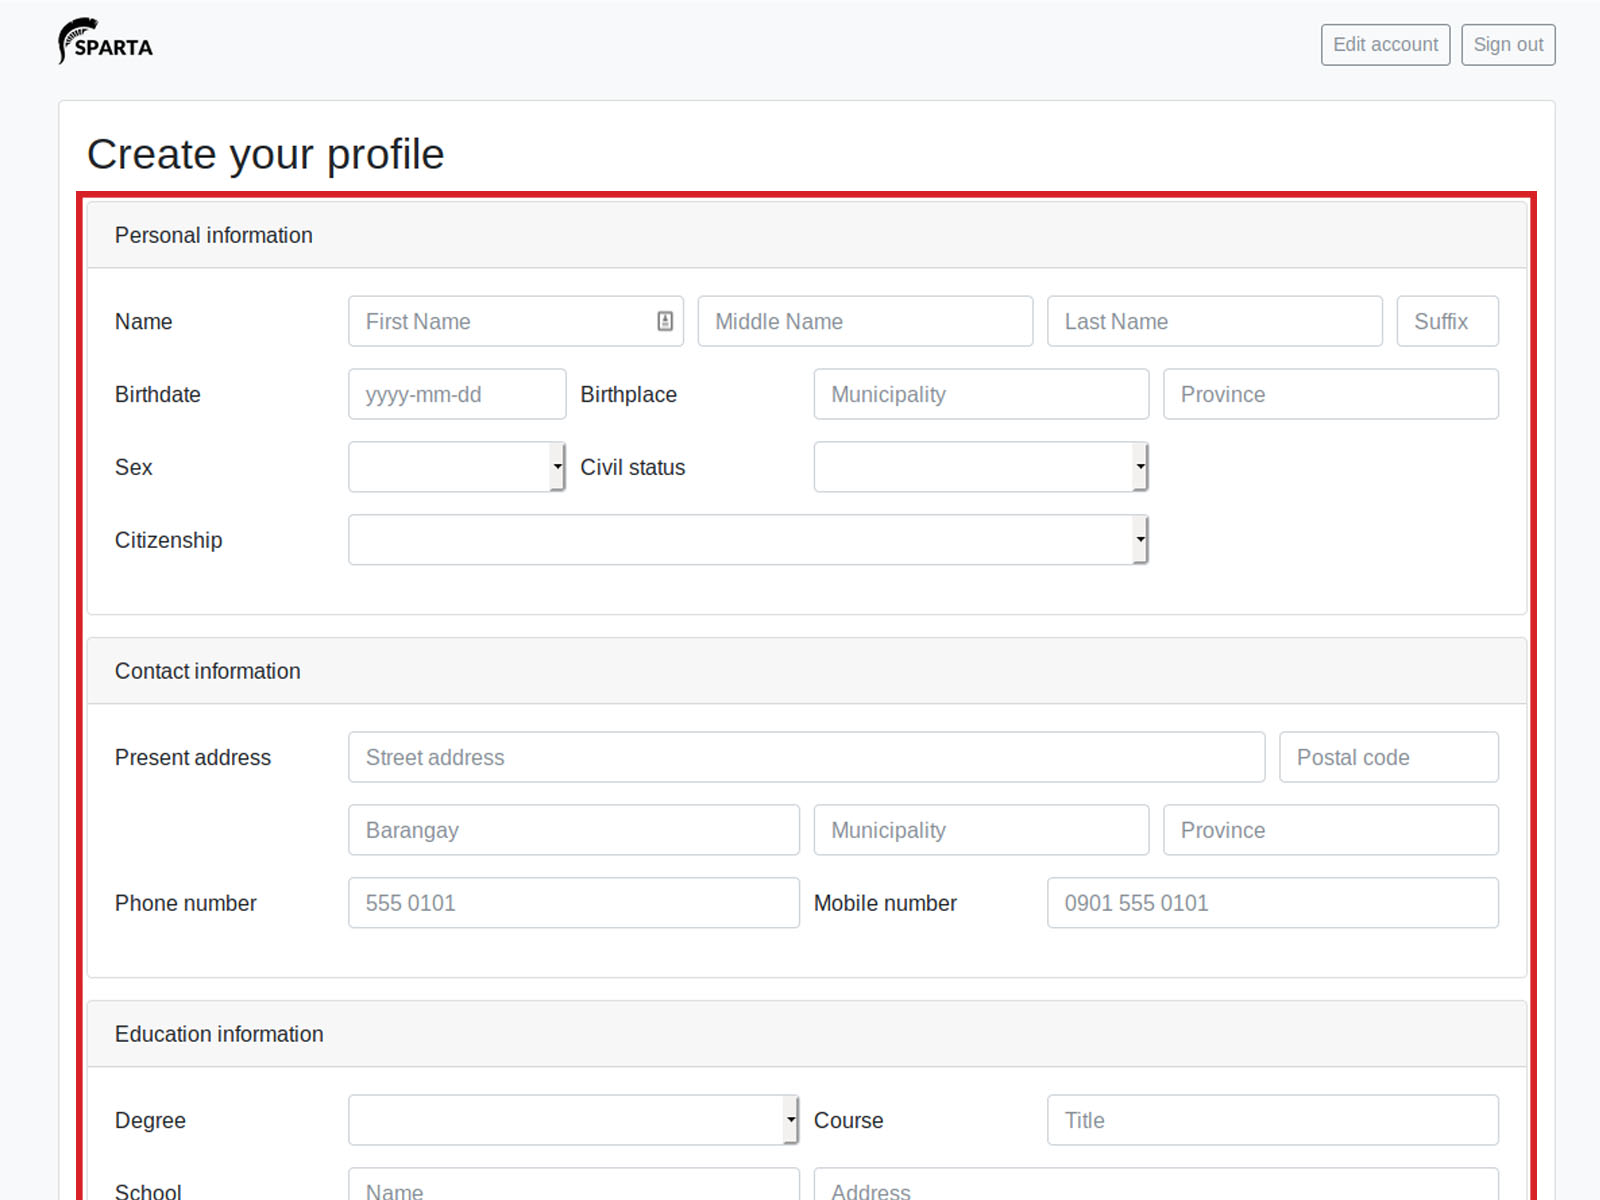 SPARTA
Edit account
Sign out
Create your profile
Personal information
Name
First Name
Middle Name
Last Name
Suffix
Birthdate
yyyy-mm-dd
Birthplace
Municipality
Province
Sex
Civil status
Citizenship
Contact information
Present address
Street address
Postal code
Barangay
Municipality
Province
Phone number
555 0101
Mobile number
0901 555 0101
Education information
Degree
Course
Title
School
Name
Address